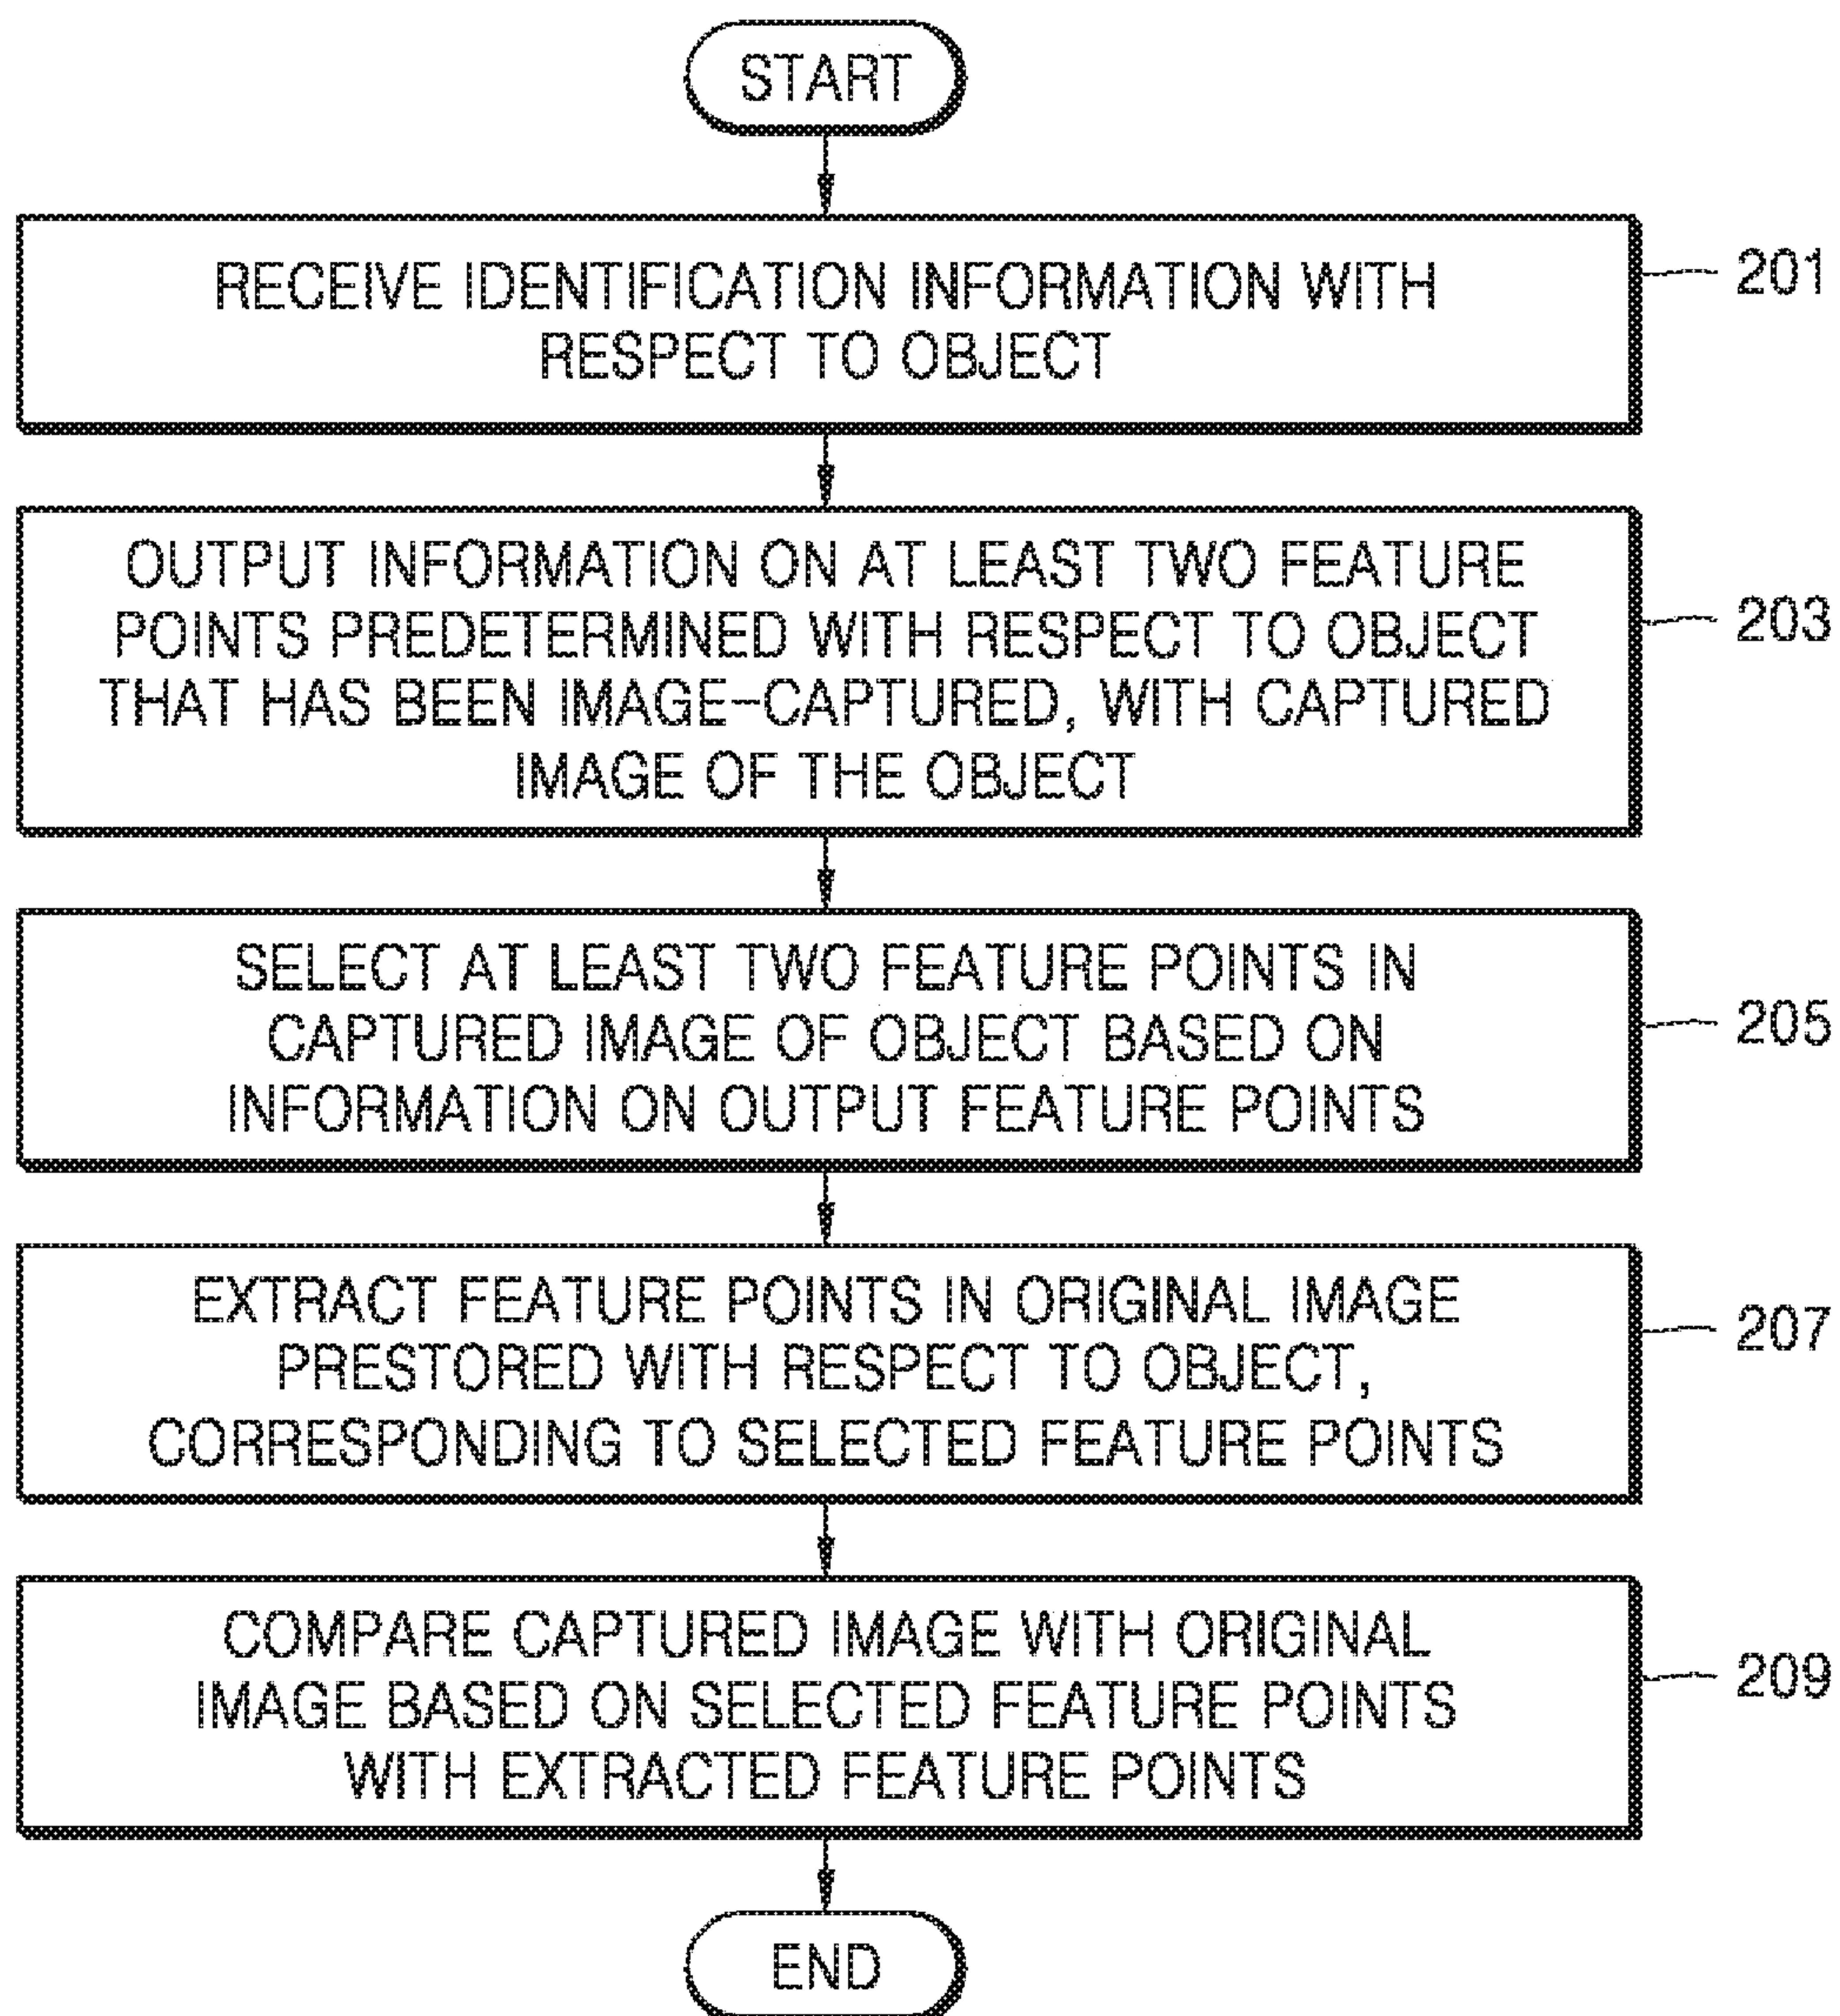 START
RECEIVE IDENTIFICATION INFORMATION WITH
RESPECT TO OBJECT
201
OUTPUT INFORMATION ON AT LEAST TWO FEATURE
POINTS PREDETERMINED WITH RESPECT TO OBJECT
THAT HAS BEEN IMAGE-CAPTURED, WITH CAPTURED
IMAGE OF THE OBJECT
203
SELECT AT LEAST TWO FEATURE POINTS IN
CAPTURED IMAGE OF OBJECT BASED ON
INFORMATION ON OUTPUT FEATURE POINTS
205
EXTRACT FEATURE POINTS IN ORIGINAL IMAGE
PRESTORED WITH RESPECT TO OBJECT,
CORRESPONDING TO SELECTED FEATURE POINTS
207
COMPARE CAPTURED IMAGE WITH ORIGINAL
IMAGE BASED ON SELECTED FEATURE POINTS
WITH EXTRACTED FEATURE POINTS
209
END